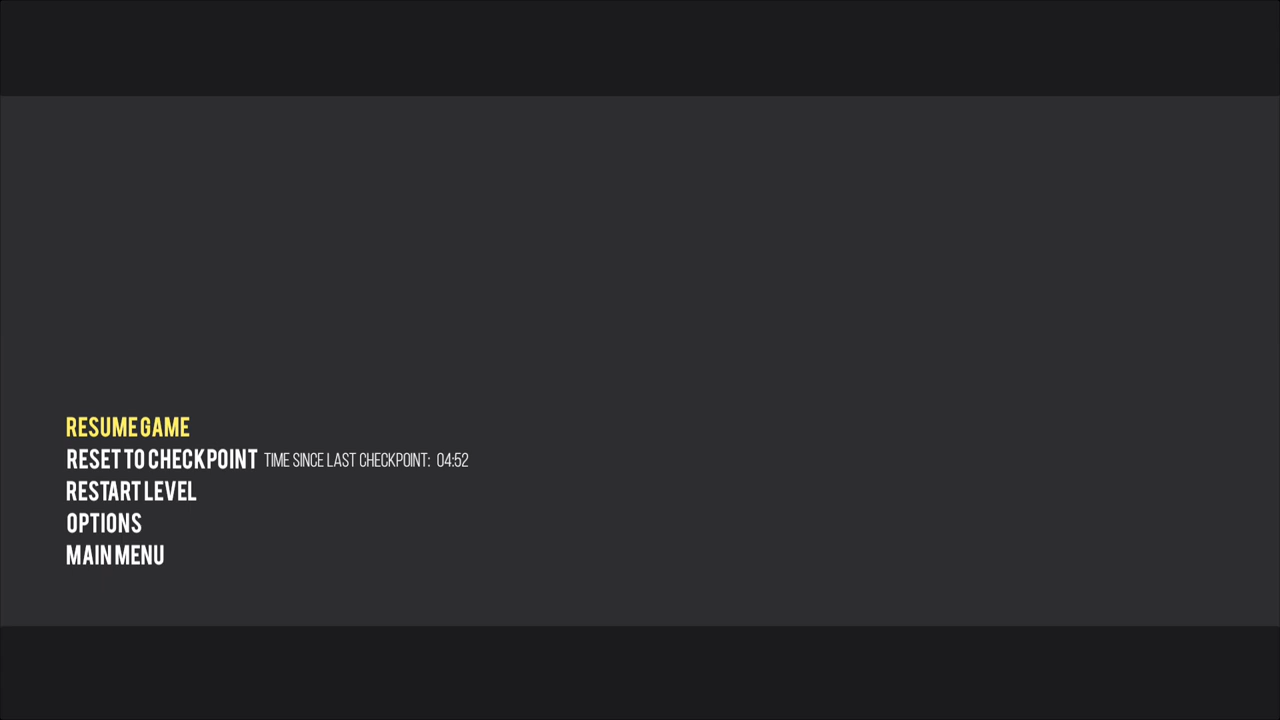 RESUME GAME
RESET TO CHECKPOINT TIME SINCE LAST CHECKPOINT: 04:52
RESTART LEVEL
OPTIONS
MAIN MENU